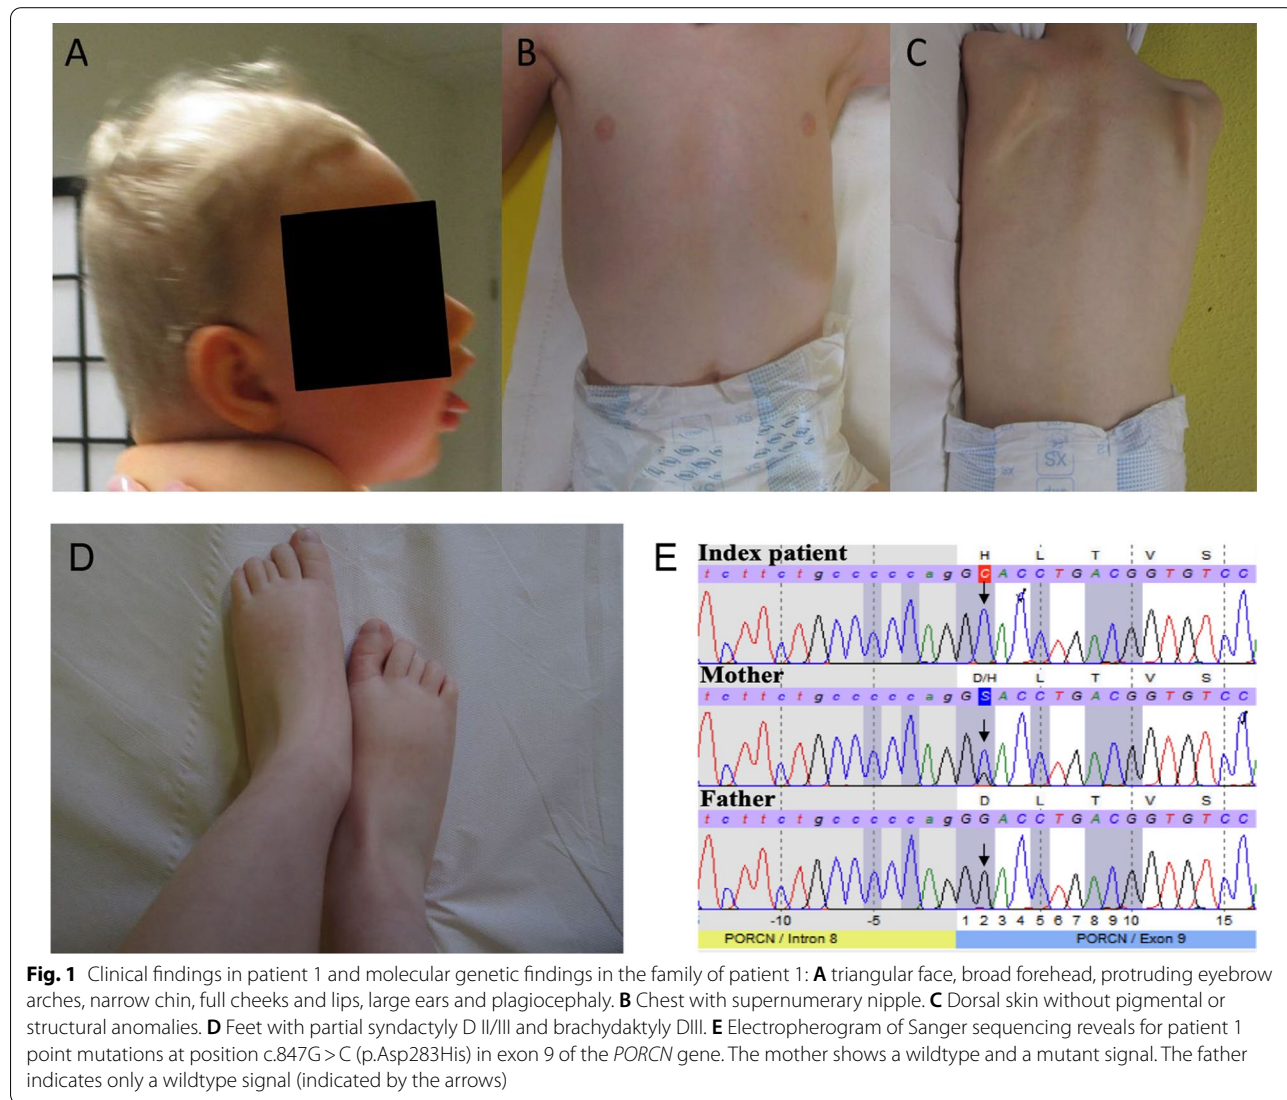 A
B
C
D
E
Index patient
H L T V S
t c t t c t g c c c c c a g G C A C C T G A C G G T G T C C
Mother
D/H L T V S
t c t t c t g c c c c c a g G S A C C T G A C G G T G T C C
Father
D L T V S
t c t t c t g c c c c c a g G G A C C T G A C G G T G T C C
-10 -5 1 2 3 4 5 6 7 8 9 10 15
PORCN / Intron 8 PORCN / Exon 9
Fig. 1 Clinical findings in patient 1 and molecular genetic findings in the family of patient 1: A triangular face, broad forehead, protruding eyebrow
arches, narrow chin, full cheeks and lips, large ears and plagiocephaly. B Chest with supernumerary nipple. C Dorsal skin without pigmental or
structural anomalies. D Feet with partial syndactyly D II/III and brachydaktyly DIII. E Electropherogram of Sanger sequencing reveals for patient 1
point mutations at position c.847G > C (p.Asp283His) in exon 9 of the PORCN gene. The mother shows a wildtype and a mutant signal. The father
indicates only a wildtype signal (indicated by the arrows)